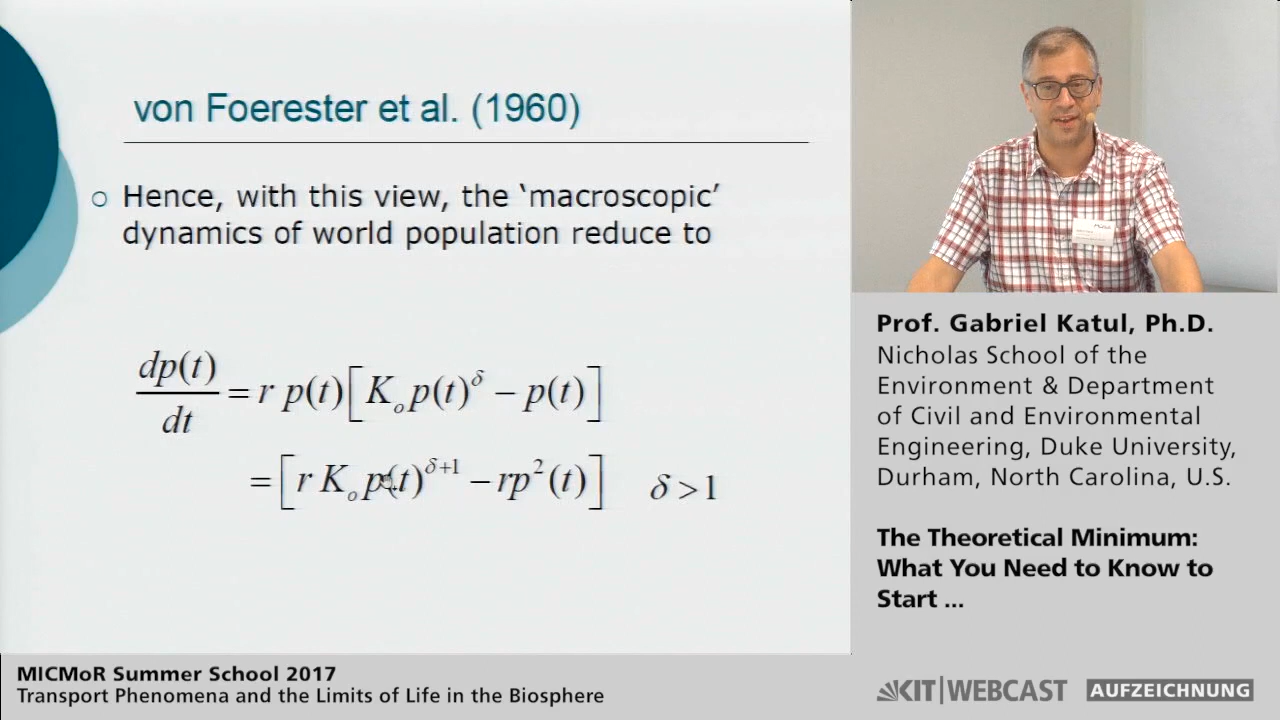 von Foerester et al. (1960)
Hence, with this view, the ‘macroscopic’
dynamics of world population reduce to
dp(t)/dt = r p(t)[K_o p(t)^δ − p(t)]
= [r K_o p(t)^{δ+1} − rp^2(t)] δ > 1
Prof. Gabriel Katul, Ph.D.
Nicholas School of the
Environment & Department
of Civil and Environmental
Engineering, Duke University,
Durham, North Carolina, U.S.
The Theoretical Minimum:
What You Need to Know to
Start ...
MICMoR Summer School 2017
Transport Phenomena and the Limits of Life in the Biosphere
KIT|WEBCAST AUFZEICHNUNG